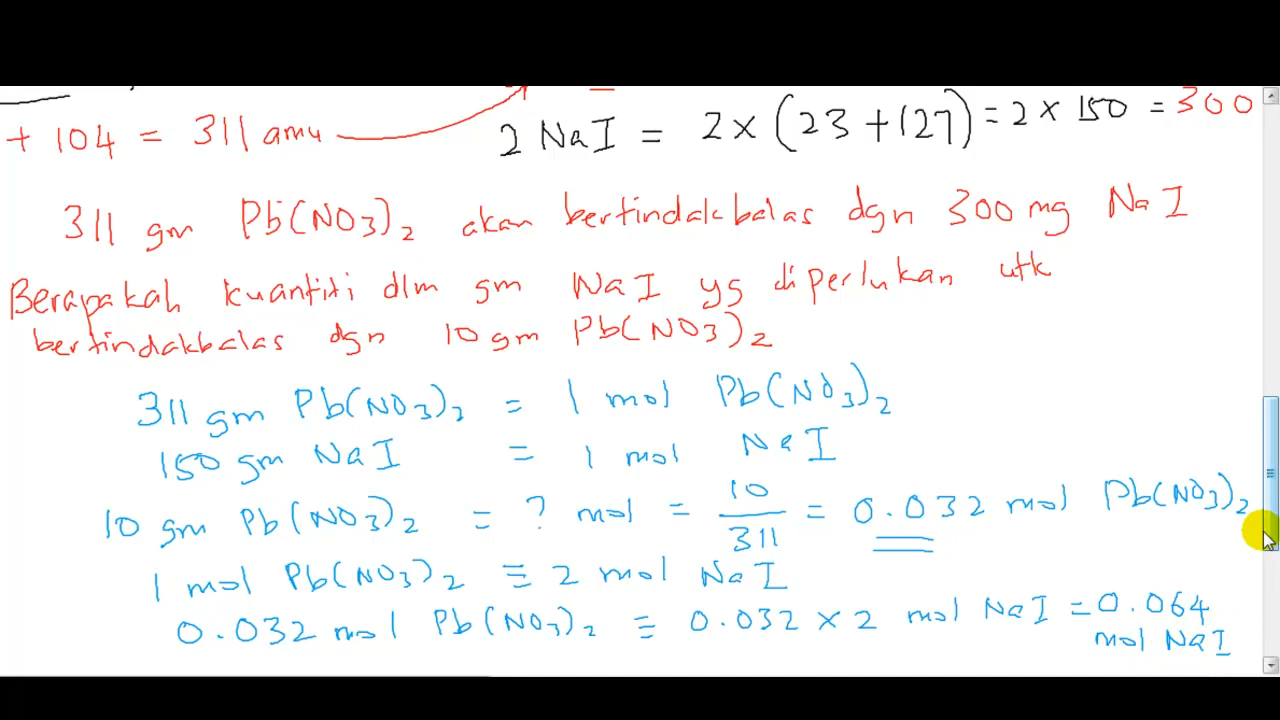 + 104 = 311 amu
2 NaI = 2 x (23 + 127) = 2 x 150 = 300
311 gm Pb(NO3)2 akan bertindakbalas dgn 300 mg NaI
Berapakah kuantiti dlm gm NaI yg diperlukan utk
bertindakbalas dgn 10 gm Pb(NO3)2
311 gm Pb(NO3)2 = 1 mol Pb(NO3)2
150 gm NaI = 1 mol NaI
10 gm Pb(NO3)2 = ? mol = 10/311 = 0.032 mol Pb(NO3)2
1 mol Pb(NO3)2 ≡ 2 mol NaI
0.032 mol Pb(NO3)2 ≡ 0.032 x 2 mol NaI = 0.064
mol NaI